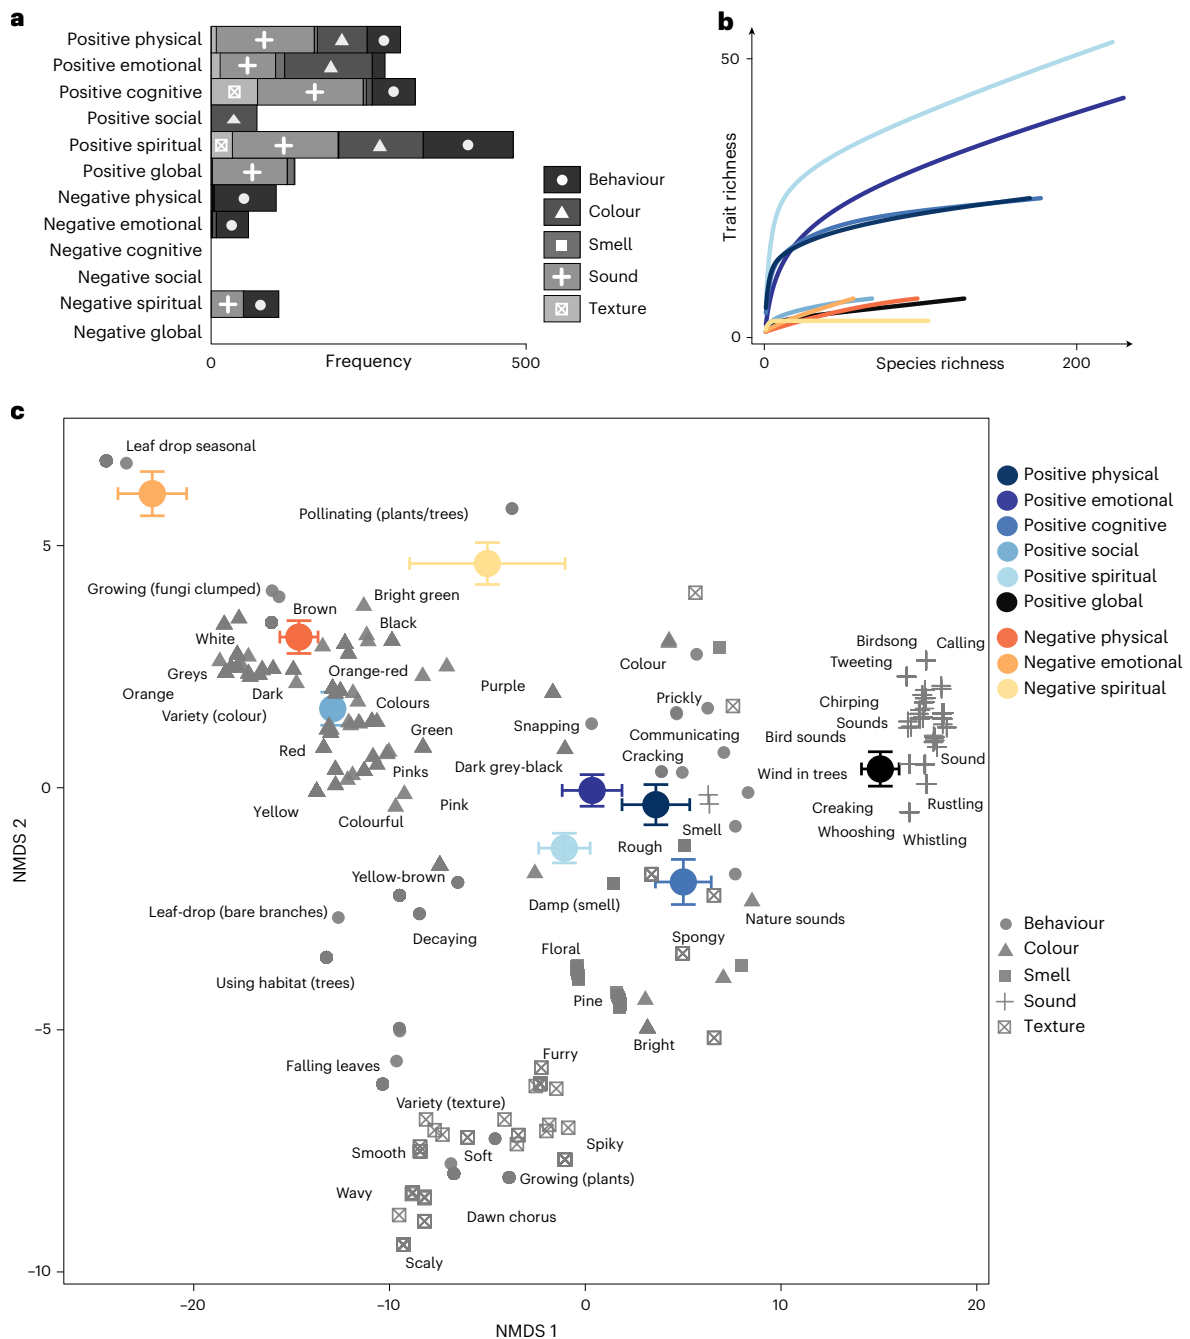 a
Positive physical
Positive emotional
Positive cognitive
Positive social
Positive spiritual
Positive global
Negative physical
Negative emotional
Negative cognitive
Negative social
Negative spiritual
Negative global
0
Frequency
500
Behaviour
Colour
Smell
Sound
Texture
b
50
Trait richness
0
0
Species richness
200
c
Leaf drop seasonal
Pollinating (plants/trees)
5
Growing (fungi clumped)
Bright green
Brown
Black
White
Birdsong
Calling
Colour
Tweeting
Greys
Orange-red
Orange
Dark
Purple
Prickly
Colours
Chirping
Variety (colour)
Snapping
Sounds
Green
Communicating
Bird sounds
Red
Cracking
Sound
Dark grey-black
Wind in trees
Pinks
0
Yellow
Pink
Creaking
Rustling
Colourful
Smell
Whooshing
Whistling
Rough
NMDS 2
Yellow-brown
Leaf-drop (bare branches)
Damp (smell)
Nature sounds
Decaying
Spongy
Floral
Using habitat (trees)
Pine
−5
Bright
Furry
Falling leaves
Variety (texture)
Smooth
Soft
Spiky
Growing (plants)
Wavy
Dawn chorus
Scaly
−10
−20
−10
0
10
20
NMDS 1
Positive physical
Positive emotional
Positive cognitive
Positive social
Positive spiritual
Positive global
Negative physical
Negative emotional
Negative spiritual
Behaviour
Colour
Smell
Sound
Texture